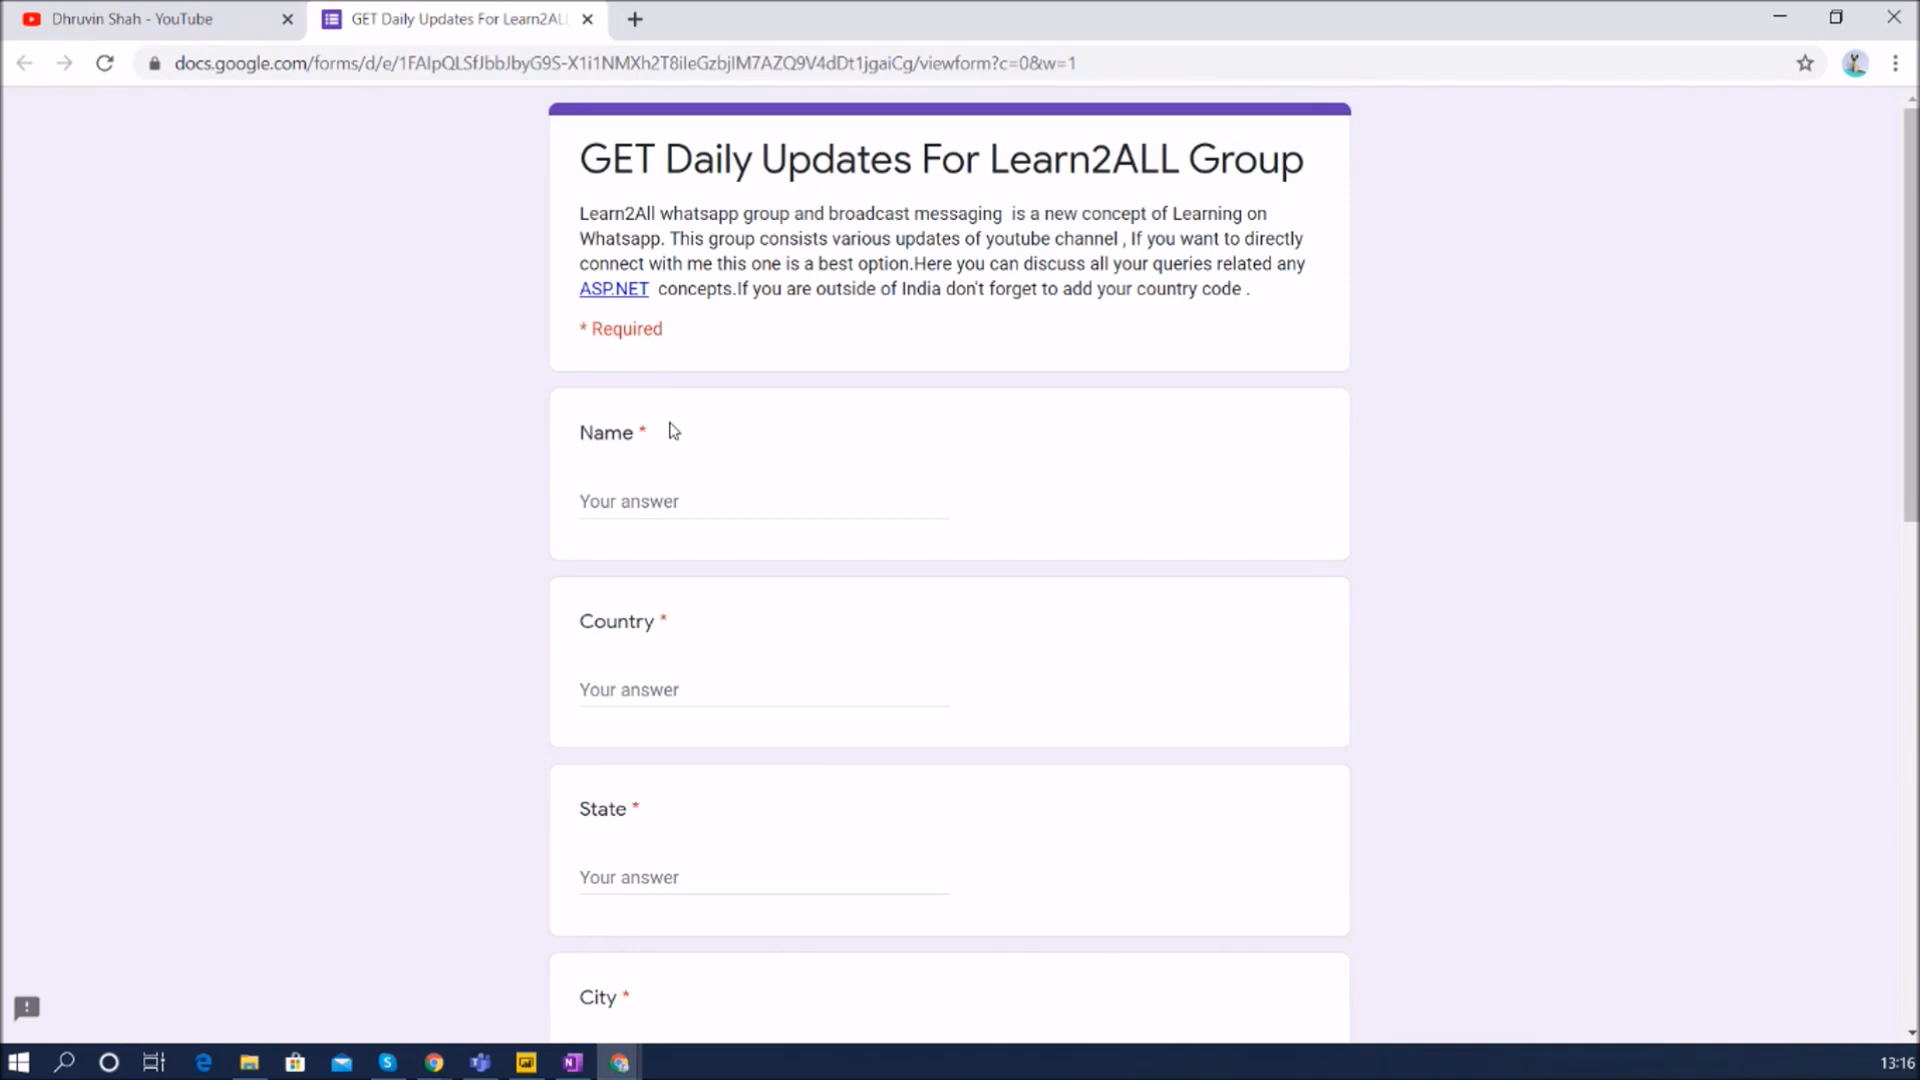 Dhruvin Shah - YouTube
GET Daily Updates For Learn2ALL
docs.google.com/forms/d/e/1FAIpQLSfJbbJbyG9S-X1i1NMXh2T8iIeGzbjIM7AZQ9V4dDt1jgaiCg/viewform?c=0&w=1
GET Daily Updates For Learn2ALL Group
Learn2All whatsapp group and broadcast messaging is a new concept of Learning on
Whatsapp. This group consists various updates of youtube channel , If you want to directly
connect with me this one is a best option.Here you can discuss all your queries related any
ASP.NET concepts.If you are outside of India don't forget to add your country code .
* Required
Name *
Your answer
Country *
Your answer
State *
Your answer
City *
13:16